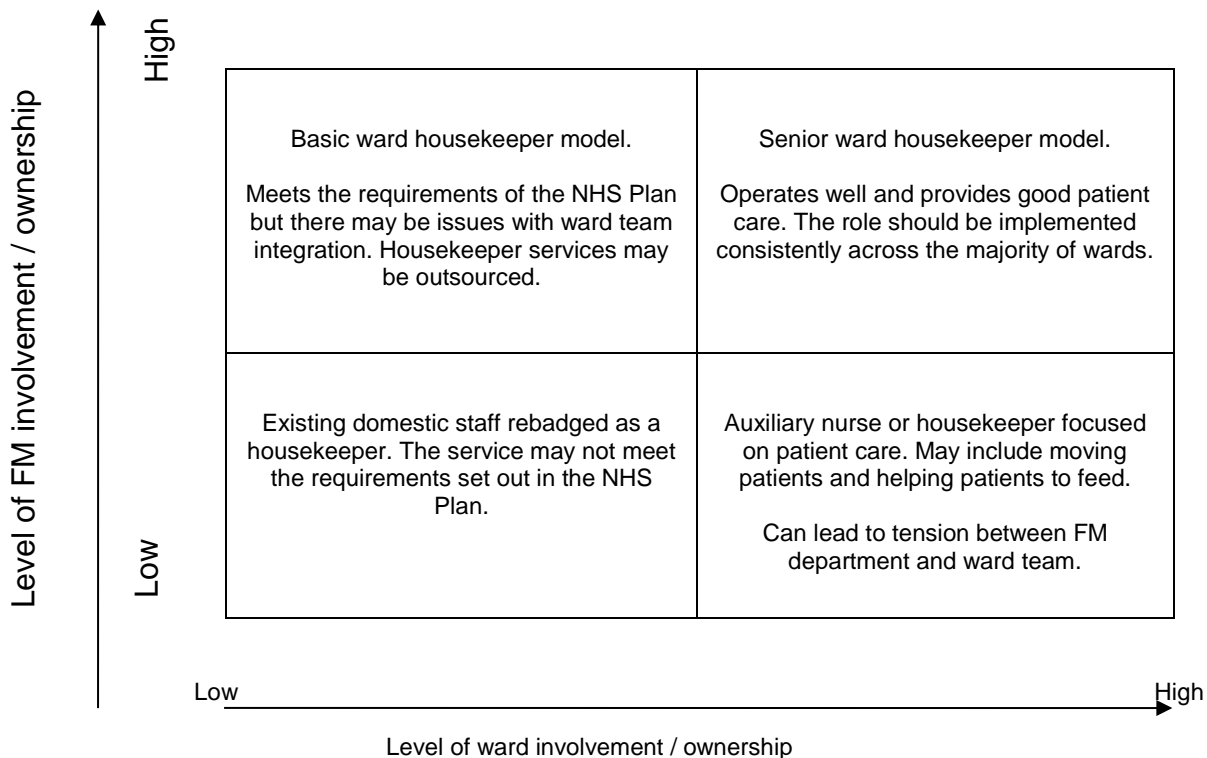 Level of FM involvement / ownership
High
Low
Basic ward housekeeper model.
Meets the requirements of the NHS Plan
but there may be issues with ward team
integration. Housekeeper services may
be outsourced.
Senior ward housekeeper model.
Operates well and provides good patient
care. The role should be implemented
consistently across the majority of wards.
Existing domestic staff rebadged as a
housekeeper. The service may not meet
the requirements set out in the NHS
Plan.
Auxiliary nurse or housekeeper focused
on patient care. May include moving
patients and helping patients to feed.
Can lead to tension between FM
department and ward team.
Low
High
Level of ward involvement / ownership